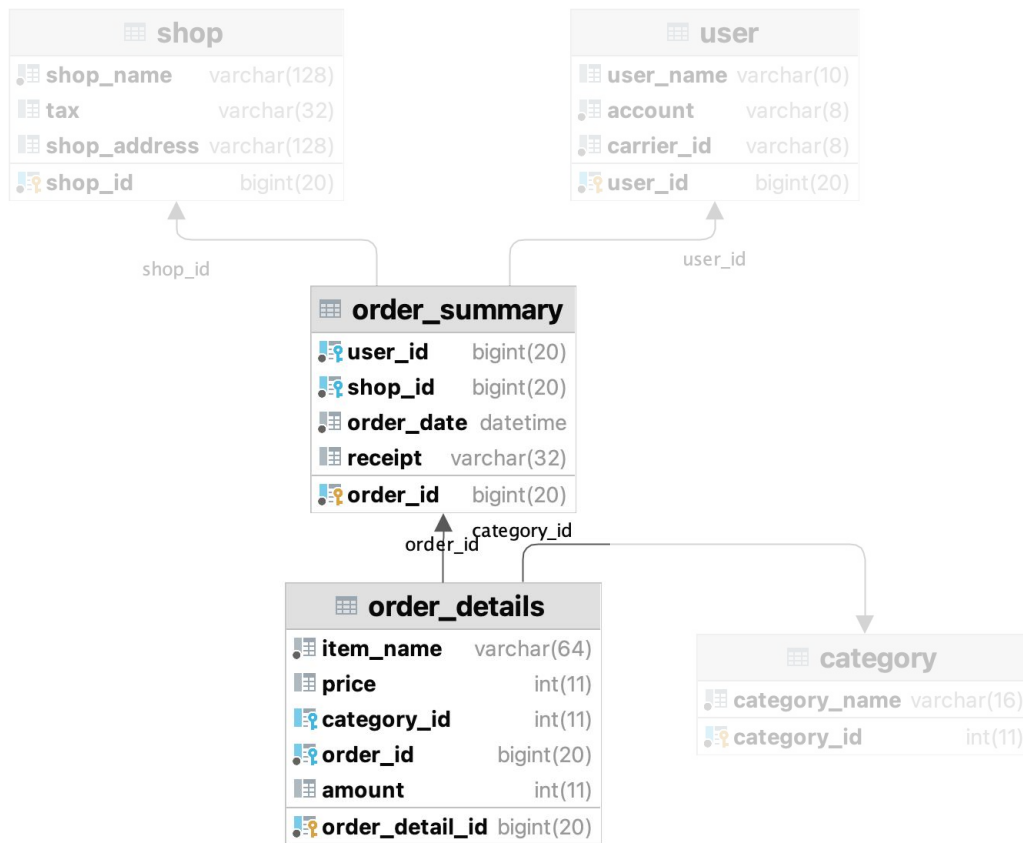 shop
shop_name varchar(128)
tax varchar(32)
shop_address varchar(128)
shop_id bigint(20)
user
user_name varchar(10)
account varchar(8)
carrier_id varchar(8)
user_id bigint(20)
shop_id
user_id
order_summary
user_id bigint(20)
shop_id bigint(20)
order_date datetime
receipt varchar(32)
order_id bigint(20)
category_id
order_id
order_details
item_name varchar(64)
price int(11)
category_id int(11)
order_id bigint(20)
amount int(11)
order_detail_id bigint(20)
category
category_name varchar(16)
category_id int(11)